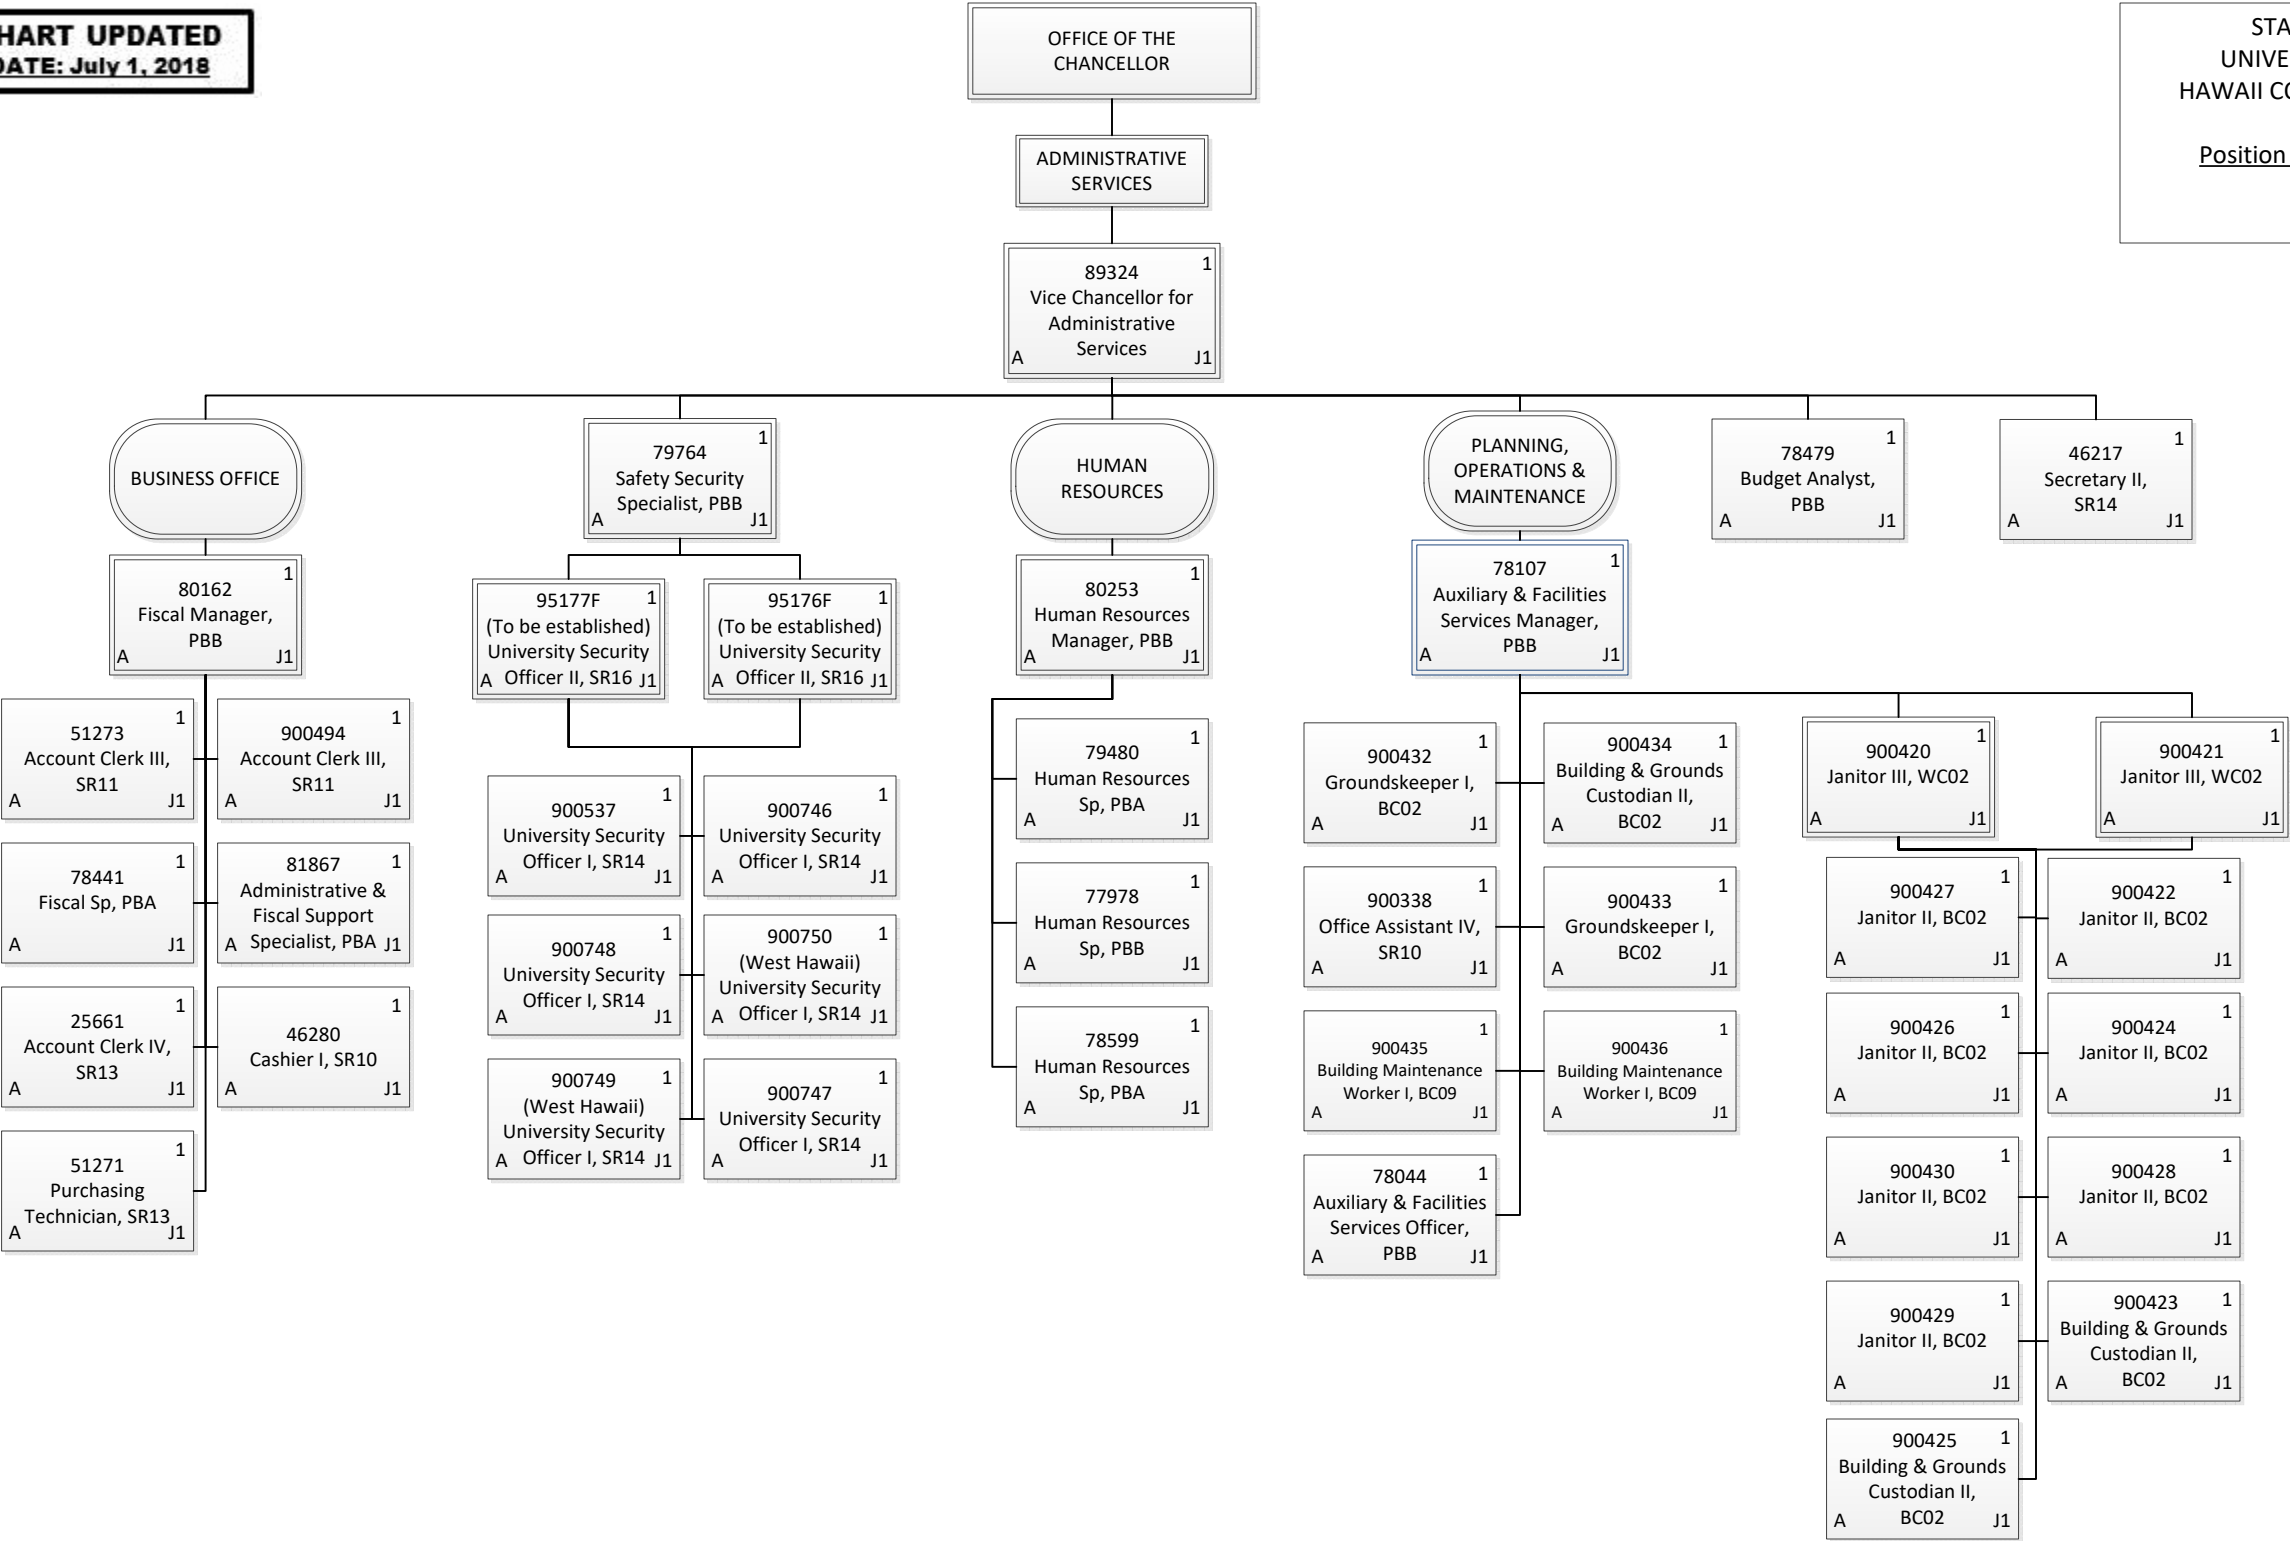 HART UPDATED
DATE: July 1, 2018
OFFICE OF THE
CHANCELLOR
STA
UNIVE
HAWAII CO
Position
ADMINISTRATIVE
SERVICES
1
89324
Vice Chancellor for
Administrative
Services
A J1
BUSINESS OFFICE
1
79764
Safety Security
Specialist, PBB
A J1
HUMAN
RESOURCES
PLANNING,
OPERATIONS &
MAINTENANCE
1
78479
Budget Analyst,
PBB
A J1
1
46217
Secretary II,
SR14
A J1
1
80162
Fiscal Manager,
PBB
A J1
95177F 1
(To be established)
University Security
A Officer II, SR16 J1
95176F 1
(To be established)
University Security
A Officer II, SR16 J1
1
80253
Human Resources
Manager, PBB
A J1
1
78107
Auxiliary & Facilities
Services Manager,
PBB
A J1
1
51273
Account Clerk III,
SR11
A J1
1
900494
Account Clerk III,
SR11
A J1
1
78441
Fiscal Sp, PBA
A J1
81867 1
Administrative &
Fiscal Support
A Specialist, PBA J1
1
25661
Account Clerk IV,
SR13
A J1
1
46280
Cashier I, SR10
A J1
1
51271
Purchasing
Technician, SR13
A J1
1
900537
University Security
Officer I, SR14
A J1
1
900746
University Security
Officer I, SR14
A J1
1
900748
University Security
Officer I, SR14
A J1
900750 1
(West Hawaii)
University Security
A Officer I, SR14 J1
900749 1
(West Hawaii)
University Security
A Officer I, SR14 J1
1
900747
University Security
Officer I, SR14
A J1
1
79480
Human Resources
Sp, PBA
A J1
1
77978
Human Resources
Sp, PBB
A J1
1
78599
Human Resources
Sp, PBA
A J1
1
900432
Groundskeeper I,
BC02
A J1
900434 1
Building & Grounds
Custodian II,
A BC02 J1
1
900338
Office Assistant IV,
SR10
A J1
1
900433
Groundskeeper I,
BC02
A J1
1
900435
Building Maintenance
Worker I, BC09
A J1
1
900436
Building Maintenance
Worker I, BC09
A J1
78044 1
Auxiliary & Facilities
Services Officer,
A PBB J1
1
900420
Janitor III, WC02
A J1
1
900421
Janitor III, WC02
A J1
1
900427
Janitor II, BC02
A J1
1
900422
Janitor II, BC02
A J1
1
900426
Janitor II, BC02
A J1
1
900424
Janitor II, BC02
A J1
1
900430
Janitor II, BC02
A J1
1
900428
Janitor II, BC02
A J1
1
900429
Janitor II, BC02
A J1
900423 1
Building & Grounds
Custodian II,
A BC02 J1
900425 1
Building & Grounds
Custodian II,
A BC02 J1